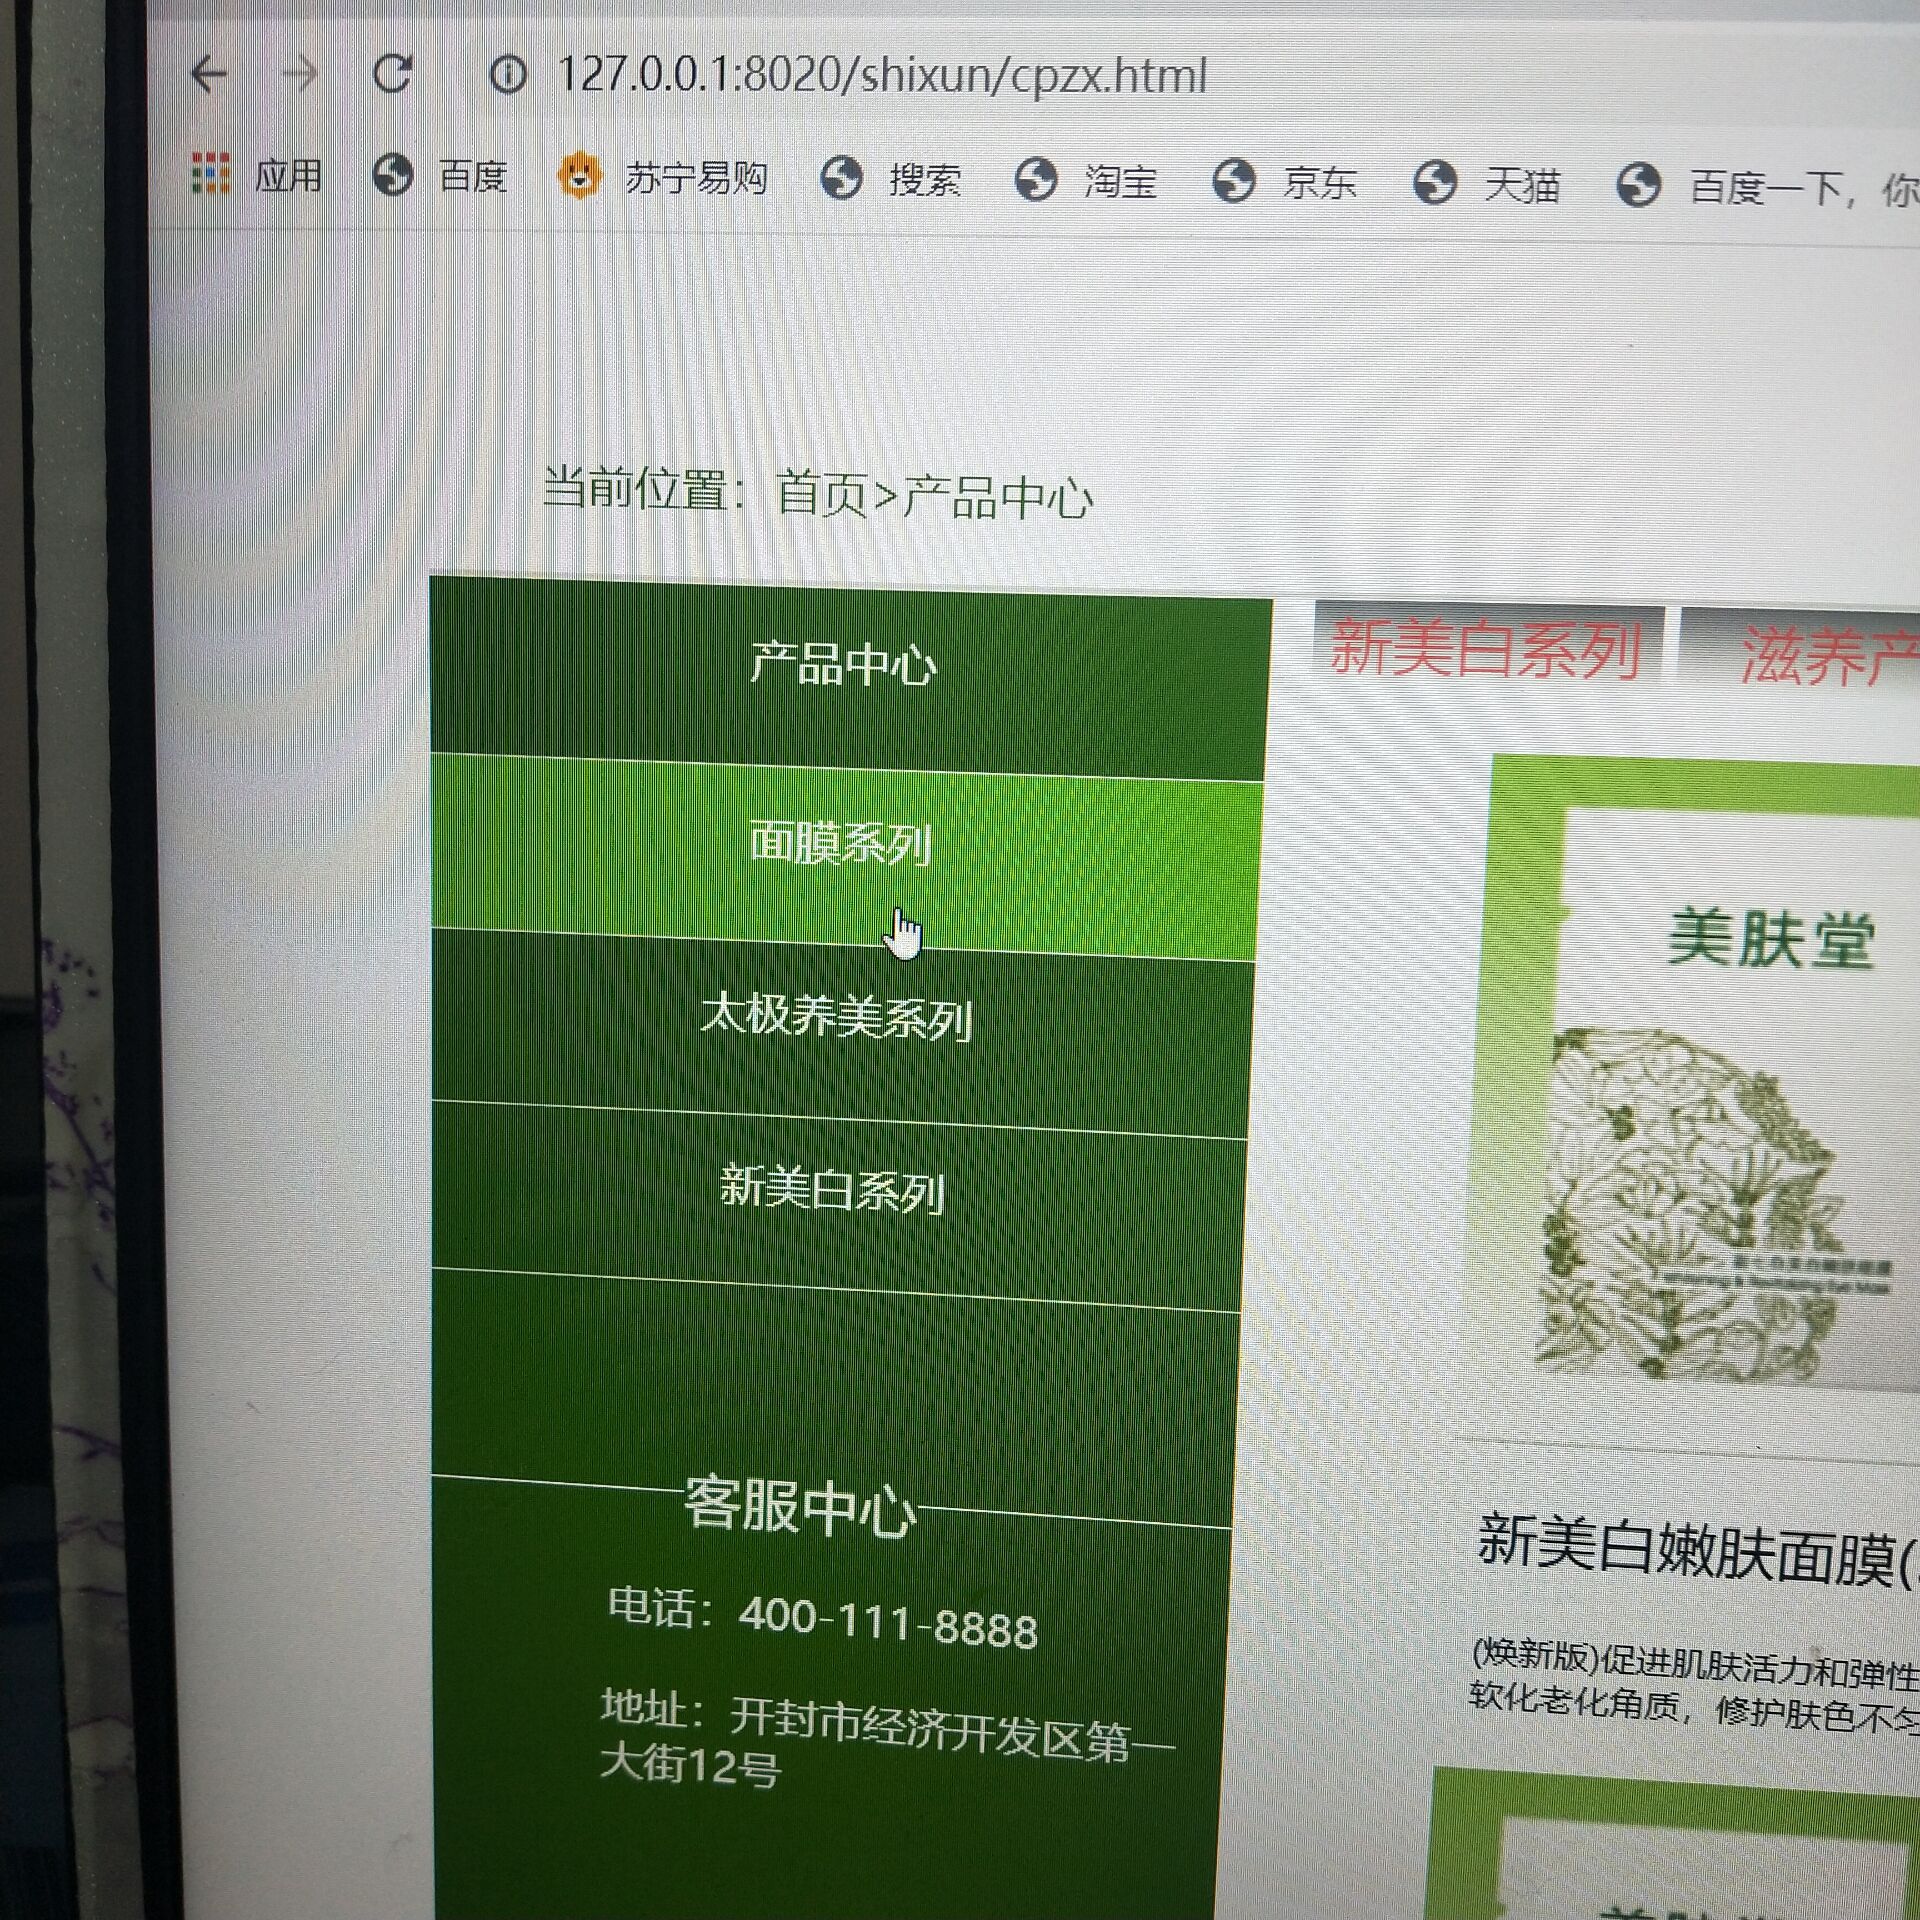 127.0.0.1:8020/shixun/cpzx.html
应用 百度 苏宁易购 搜索 淘宝 京东 天猫 百度一下，你
当前位置：首页>产品中心
产品中心
面膜系列
太极养美系列
新美白系列
客服中心
电话：400-111-8888
地址：开封市经济开发区第一
大街12号
新美白系列 滋养产
美肤堂
新美白嫩肤面膜(
(焕新版)促进肌肤活力和弹性
软化老化角质，修护肤色不匀